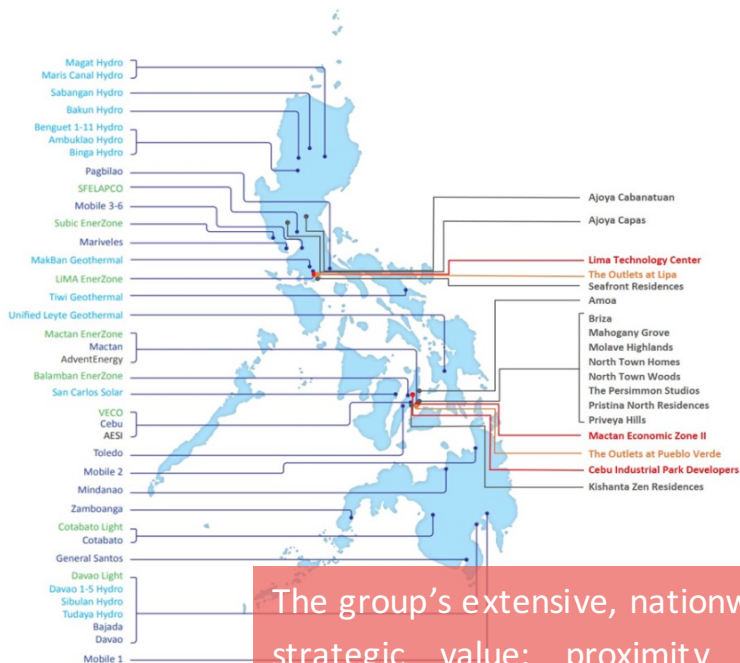 Magat Hydro
Maris Canal Hydro
Sabangan Hydro
Bakun Hydro
Benguet 1-11 Hydro
Ambuklao Hydro
Binga Hydro
Pagbilao
SFELAPCO
Mobile 3-6
Subic EnerZone
Mariveles
MakBan Geothermal
LiMA EnerZone
Tiwi Geothermal
Unified Leyte Geothermal
Mactan EnerZone
Mactan
AdventEnergy
Balamban EnerZone
San Carlos Solar
VECO
Cebu
AESI
Toledo
Mobile 2
Mindanao
Zamboanga
Cotabato Light
Cotabato
General Santos
Davao Light
Davao 1-5 Hydro
Sibulan Hydro
Tudaya Hydro
Bajada
Davao
Mobile 1
Ajoya Cabanatuan
Ajoya Capas
Lima Technology Center
The Outlets at Lipa
Seafront Residences
Amoa
Briza
Mahogany Grove
Molave Highlands
North Town Homes
North Town Woods
The Persimmon Studios
Pristina North Residences
Priveya Hills
Mactan Economic Zone II
The Outlets at Pueblo Verde
Cebu Industrial Park Developers
Kishanta Zen Residences
The group's extensive, nationw
strategic value: proximity